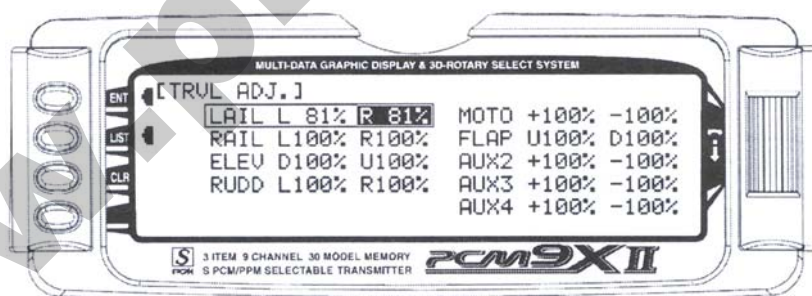 MULTI-DATA GRAPHIC DISPLAY & 3D-ROTARY SELECT SYSTEM
ENT
LIST
CLR
[TRVL ADJ.]
LAIL L 81% R 81%
RAIL L100% R100%
ELEV D100% U100%
RUDD L100% R100%
MOTO +100% -100%
FLAP U100% D100%
AUX2 +100% -100%
AUX3 +100% -100%
AUX4 +100% -100%
S 3 ITEM 9 CHANNEL 30 MODEL MEMORY
S PCM/PPM SELECTABLE TRANSMITTER
PCM9X II